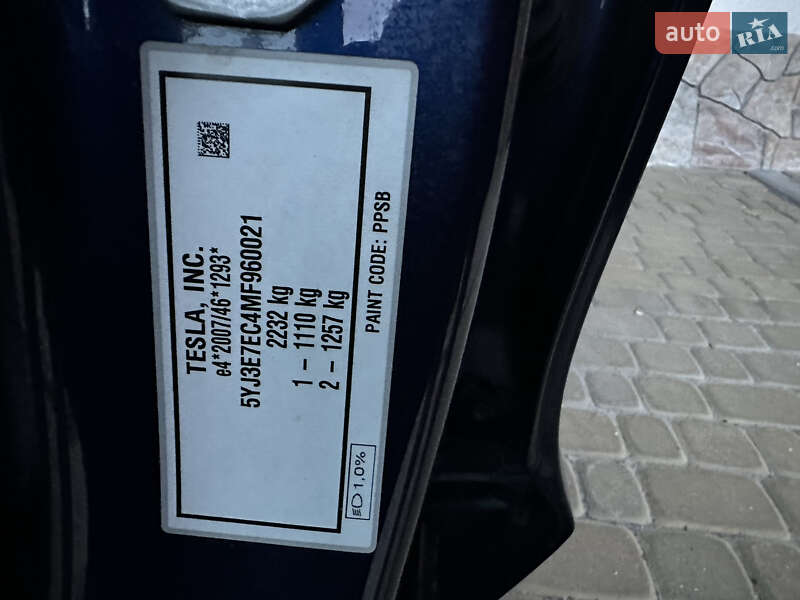 TESLA, INC.
e4*2007/46*1293*
5YJ3E7EC4MF960021
2232 kg
1 – 1110 kg
2 – 1257 kg
PAINT CODE: PPSB
1,0%
auto RIA.com